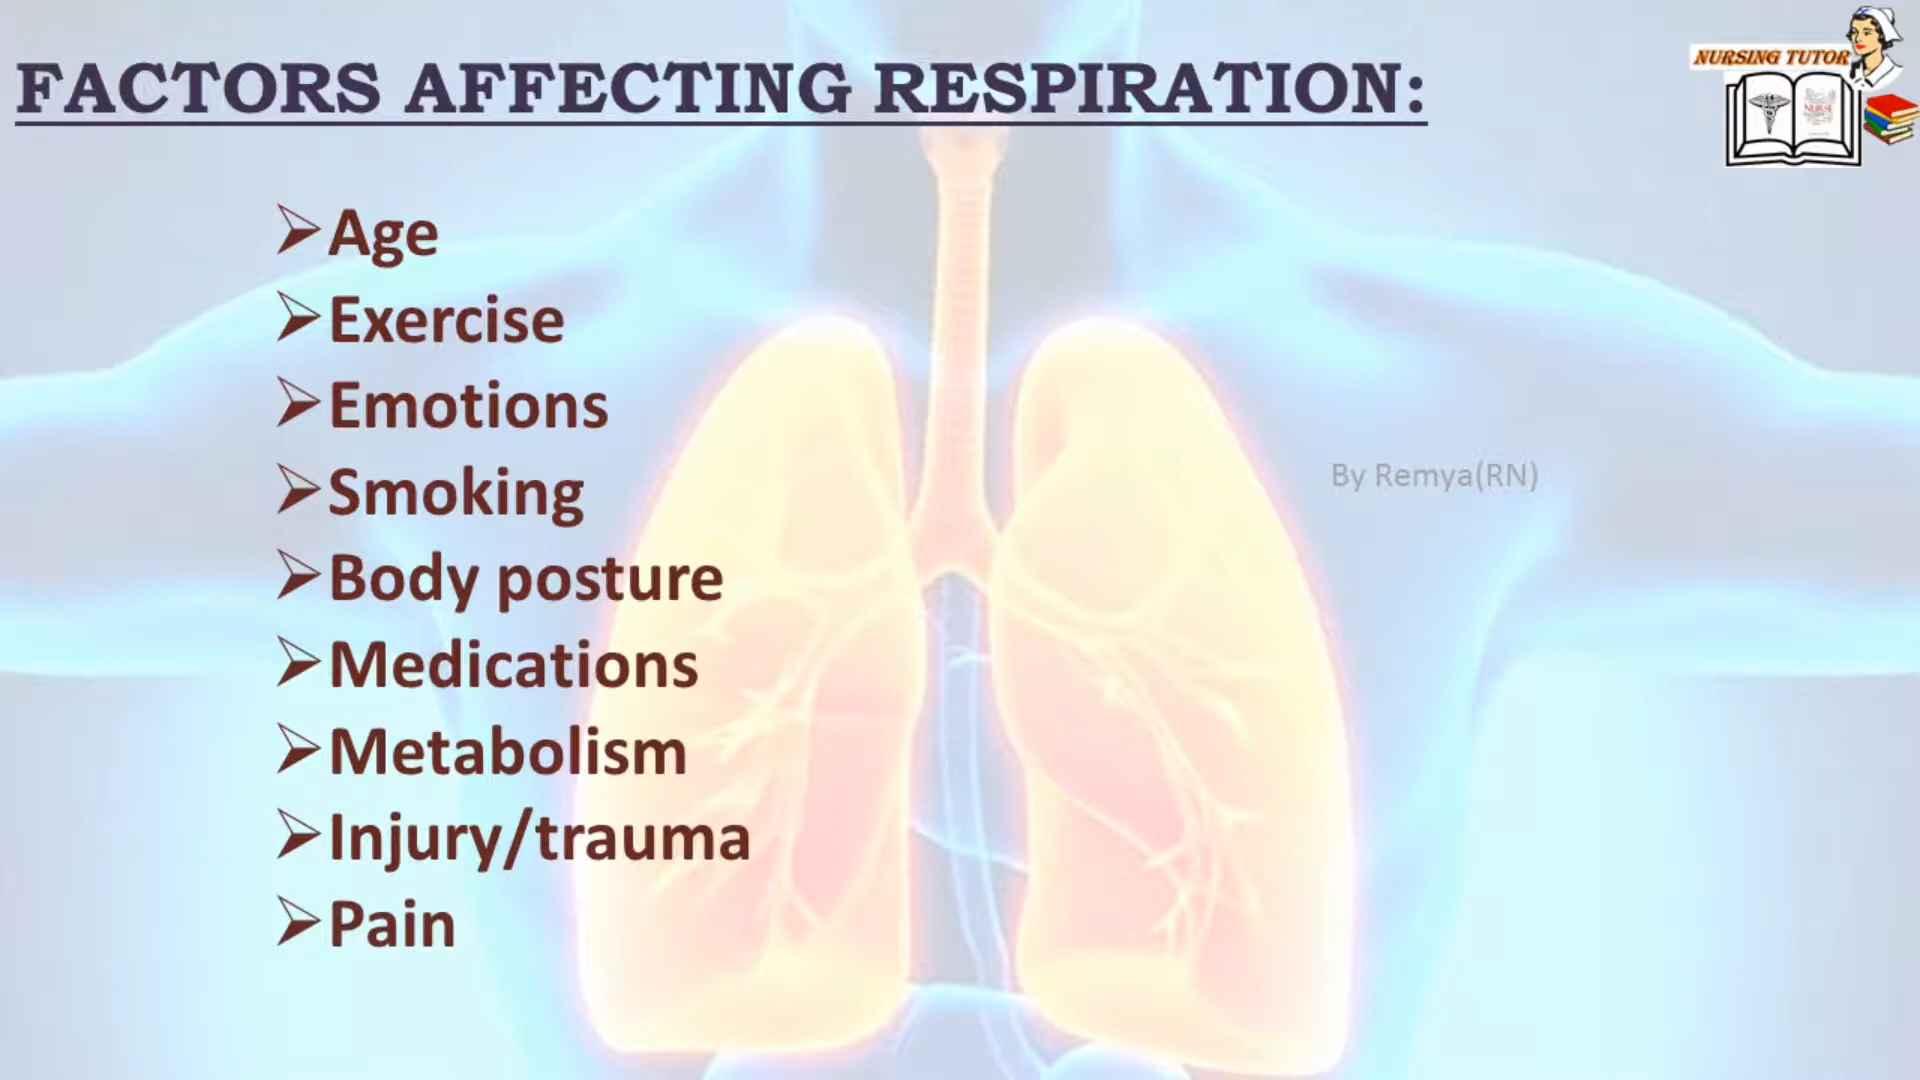 FACTORS AFFECTING RESPIRATION:
NURSING TUTOR
NURSE
➢Age
➢Exercise
➢Emotions
➢Smoking
➢Body posture
➢Medications
➢Metabolism
➢Injury/trauma
➢Pain
By Remya(RN)